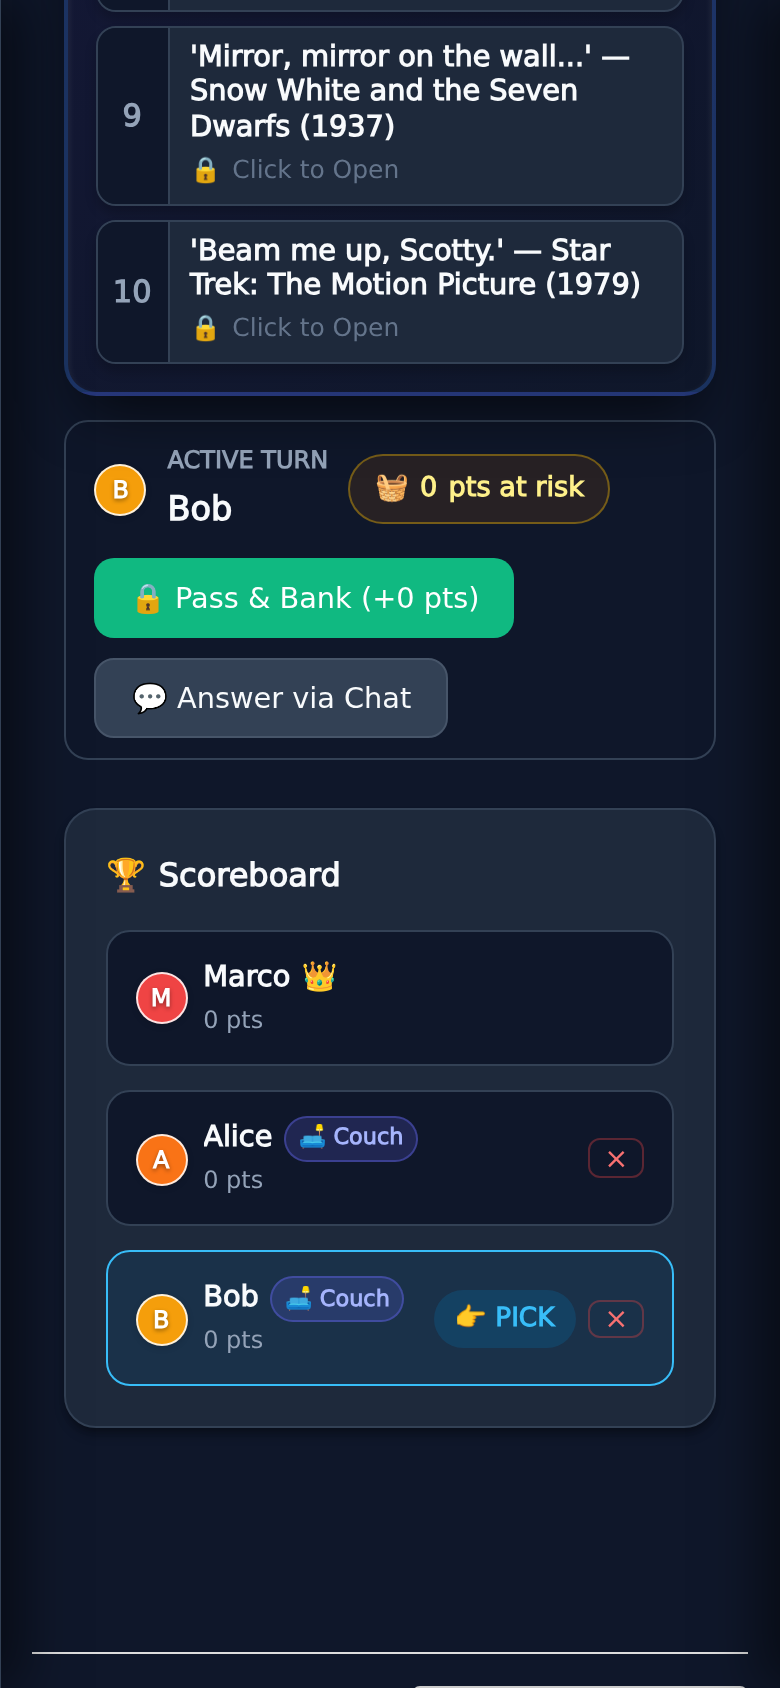 9
'Mirror, mirror on the wall...' —
Snow White and the Seven
Dwarfs (1937)
🔒 Click to Open
10
'Beam me up, Scotty.' — Star
Trek: The Motion Picture (1979)
🔒 Click to Open
B
ACTIVE TURN
Bob
🧺 0 pts at risk
🔒 Pass & Bank (+0 pts)
💬 Answer via Chat
🏆 Scoreboard
M
Marco 👑
0 pts
A
Alice
🛋️ Couch
0 pts
✕
B
Bob
🛋️ Couch
0 pts
👉 PICK
✕